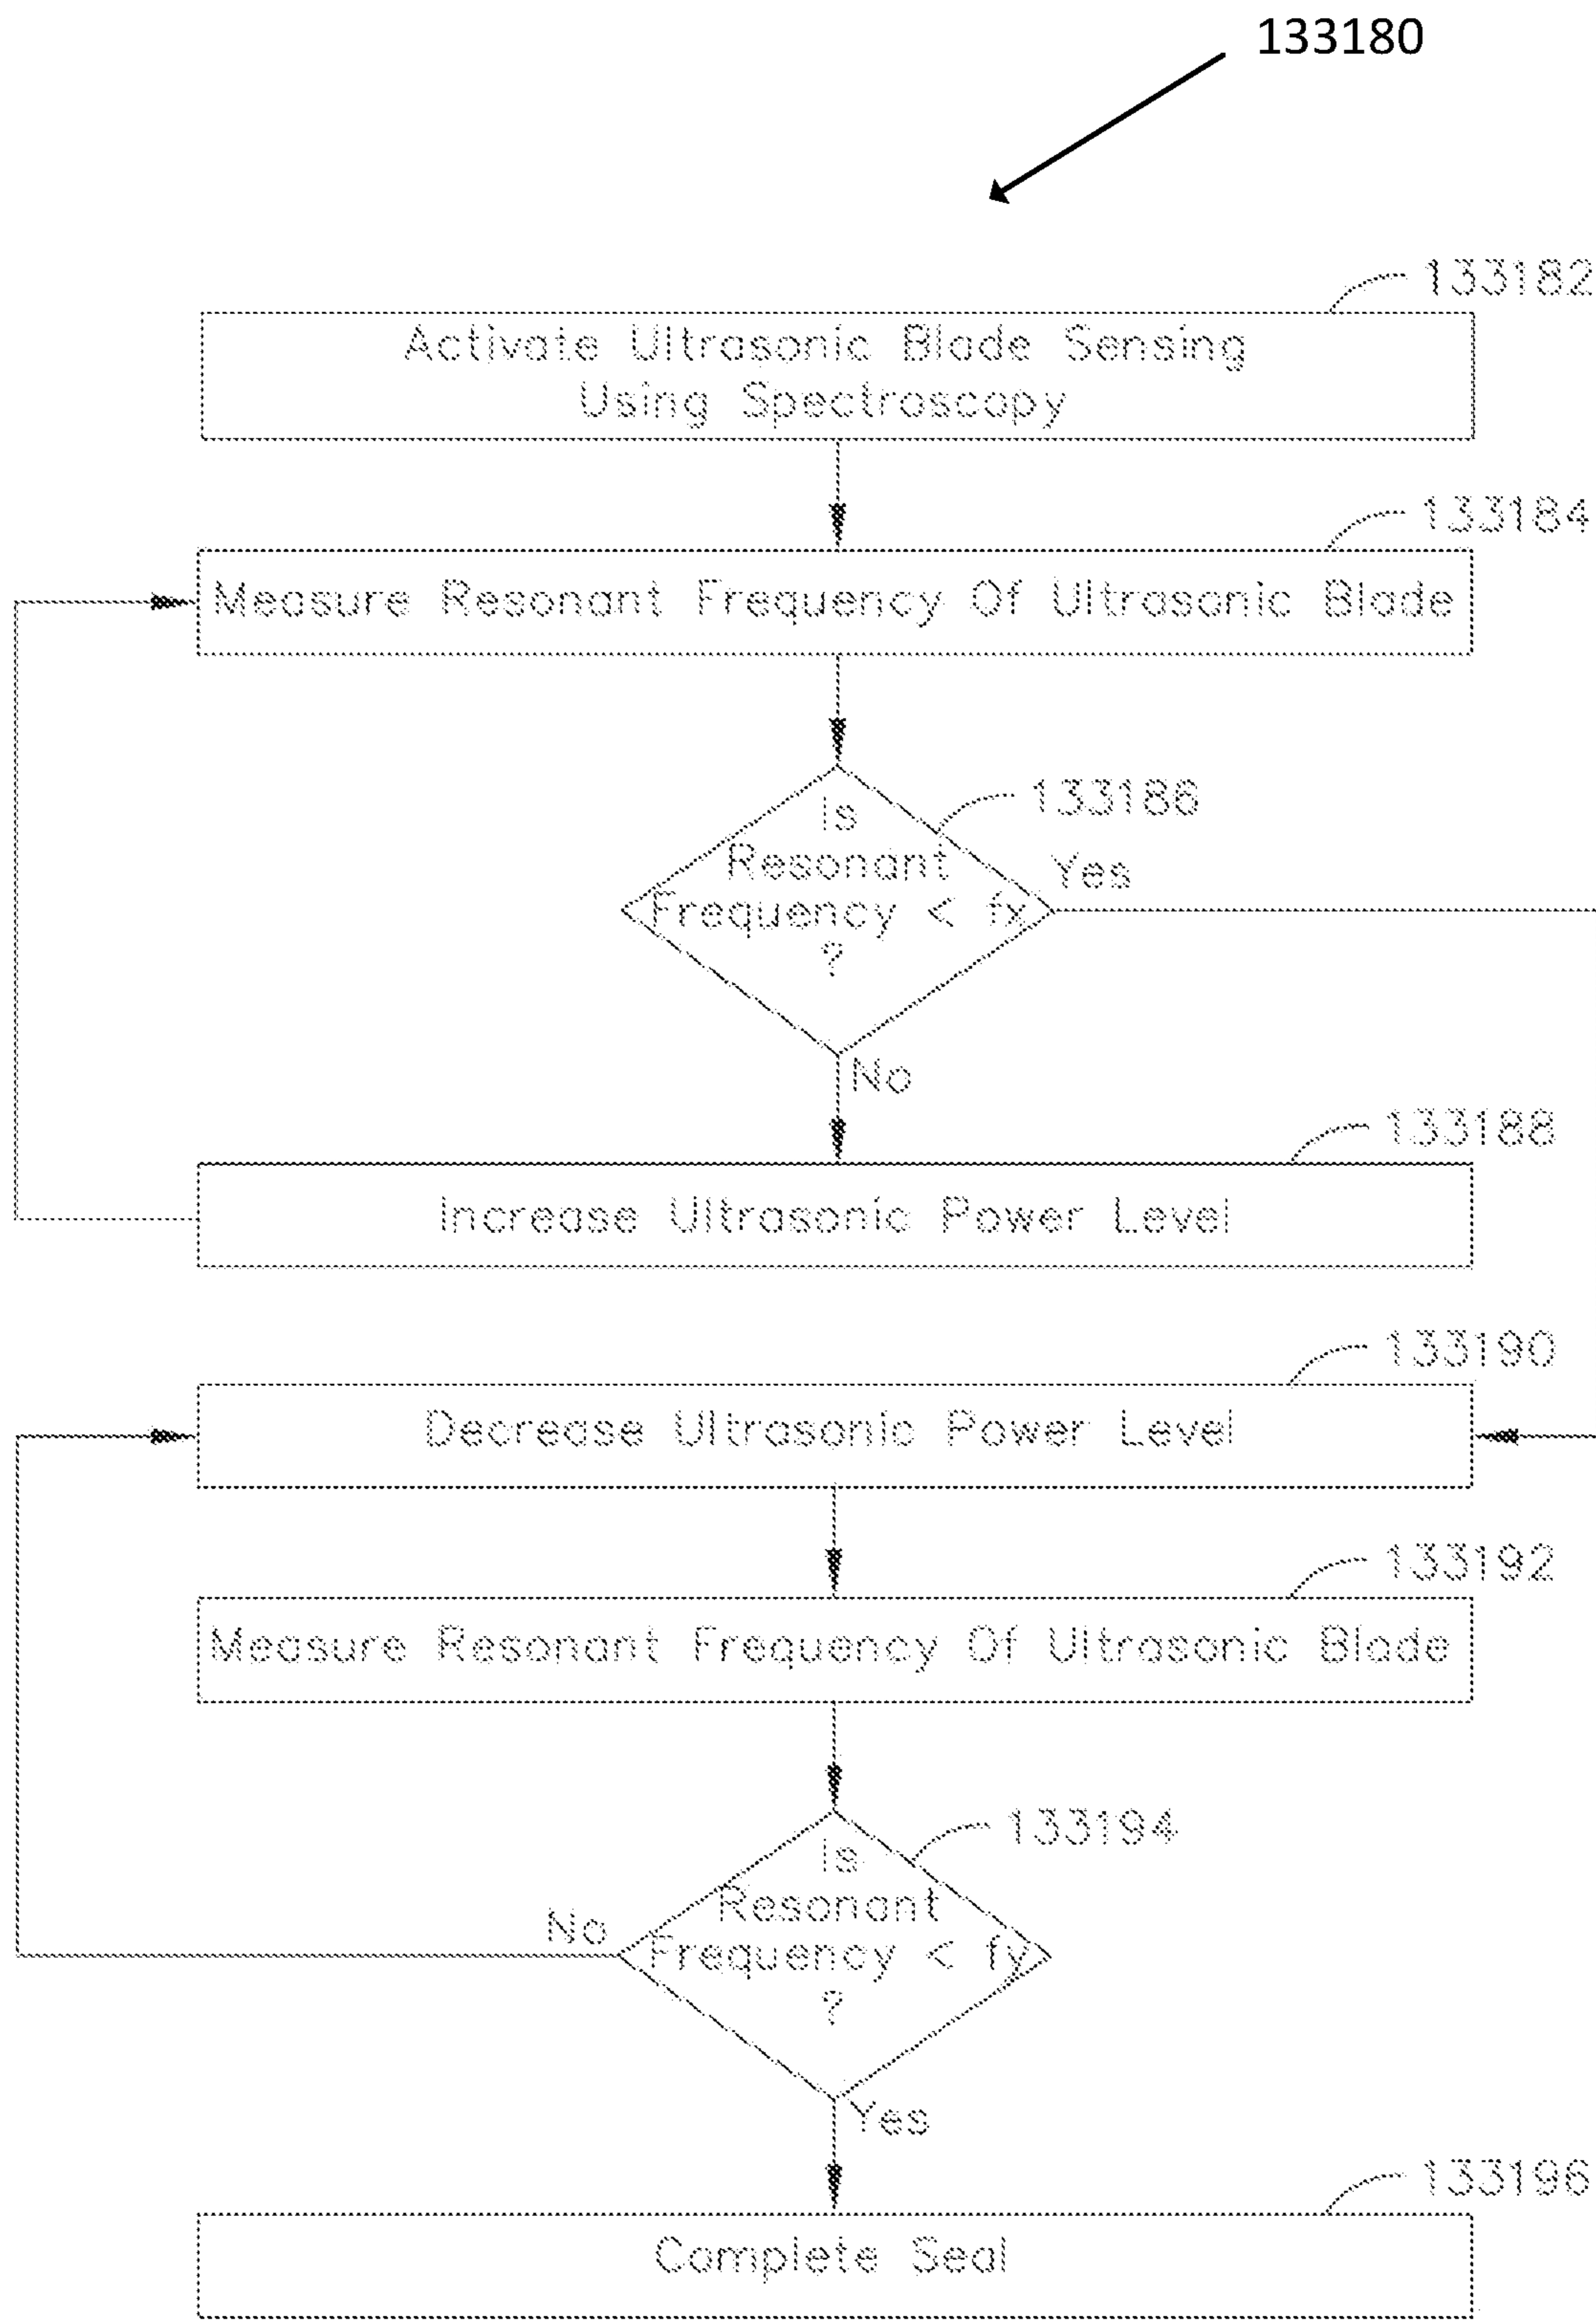 133180
133182
Activate Ultrasonic Blade Sensing
Using Spectroscopy
133184
Measure Resonant Frequency Of Ultrasonic Blade
133186
Is
Resonant
Frequency < fx
?
Yes
No
133188
Increase Ultrasonic Power Level
133190
Decrease Ultrasonic Power Level
133192
Measure Resonant Frequency Of Ultrasonic Blade
133194
Is
Resonant
Frequency < fy
?
No
Yes
133196
Complete Seal